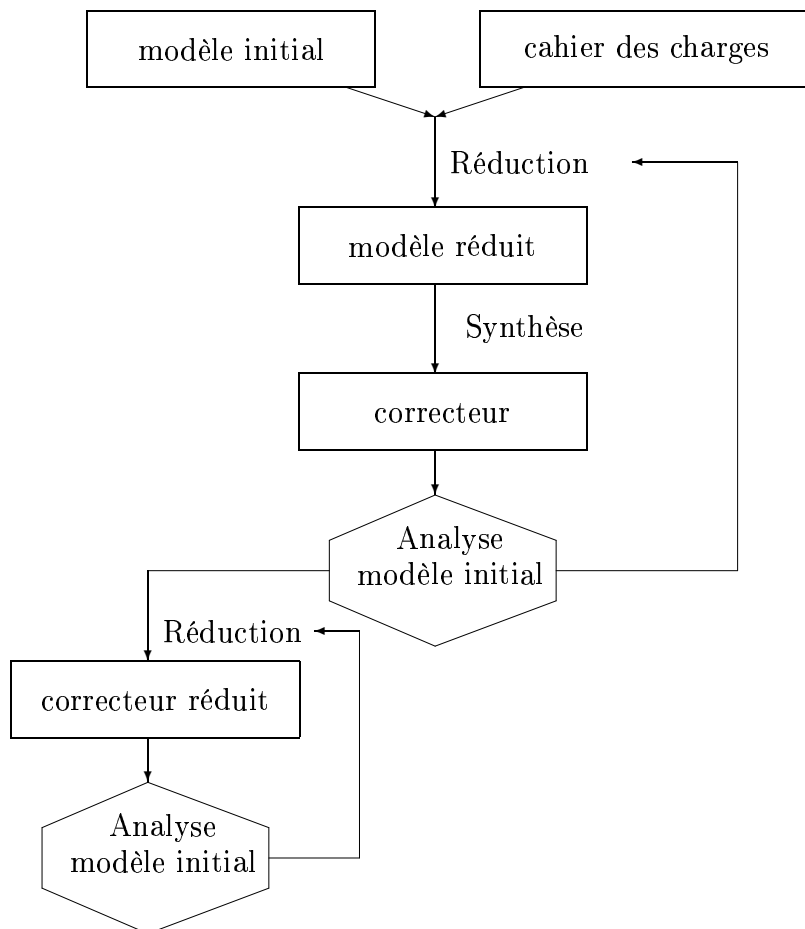 modèle initial
cahier des charges
Réduction
modèle réduit
Synthèse
correcteur
Analyse
modèle initial
Réduction
correcteur réduit
Analyse
modèle initial